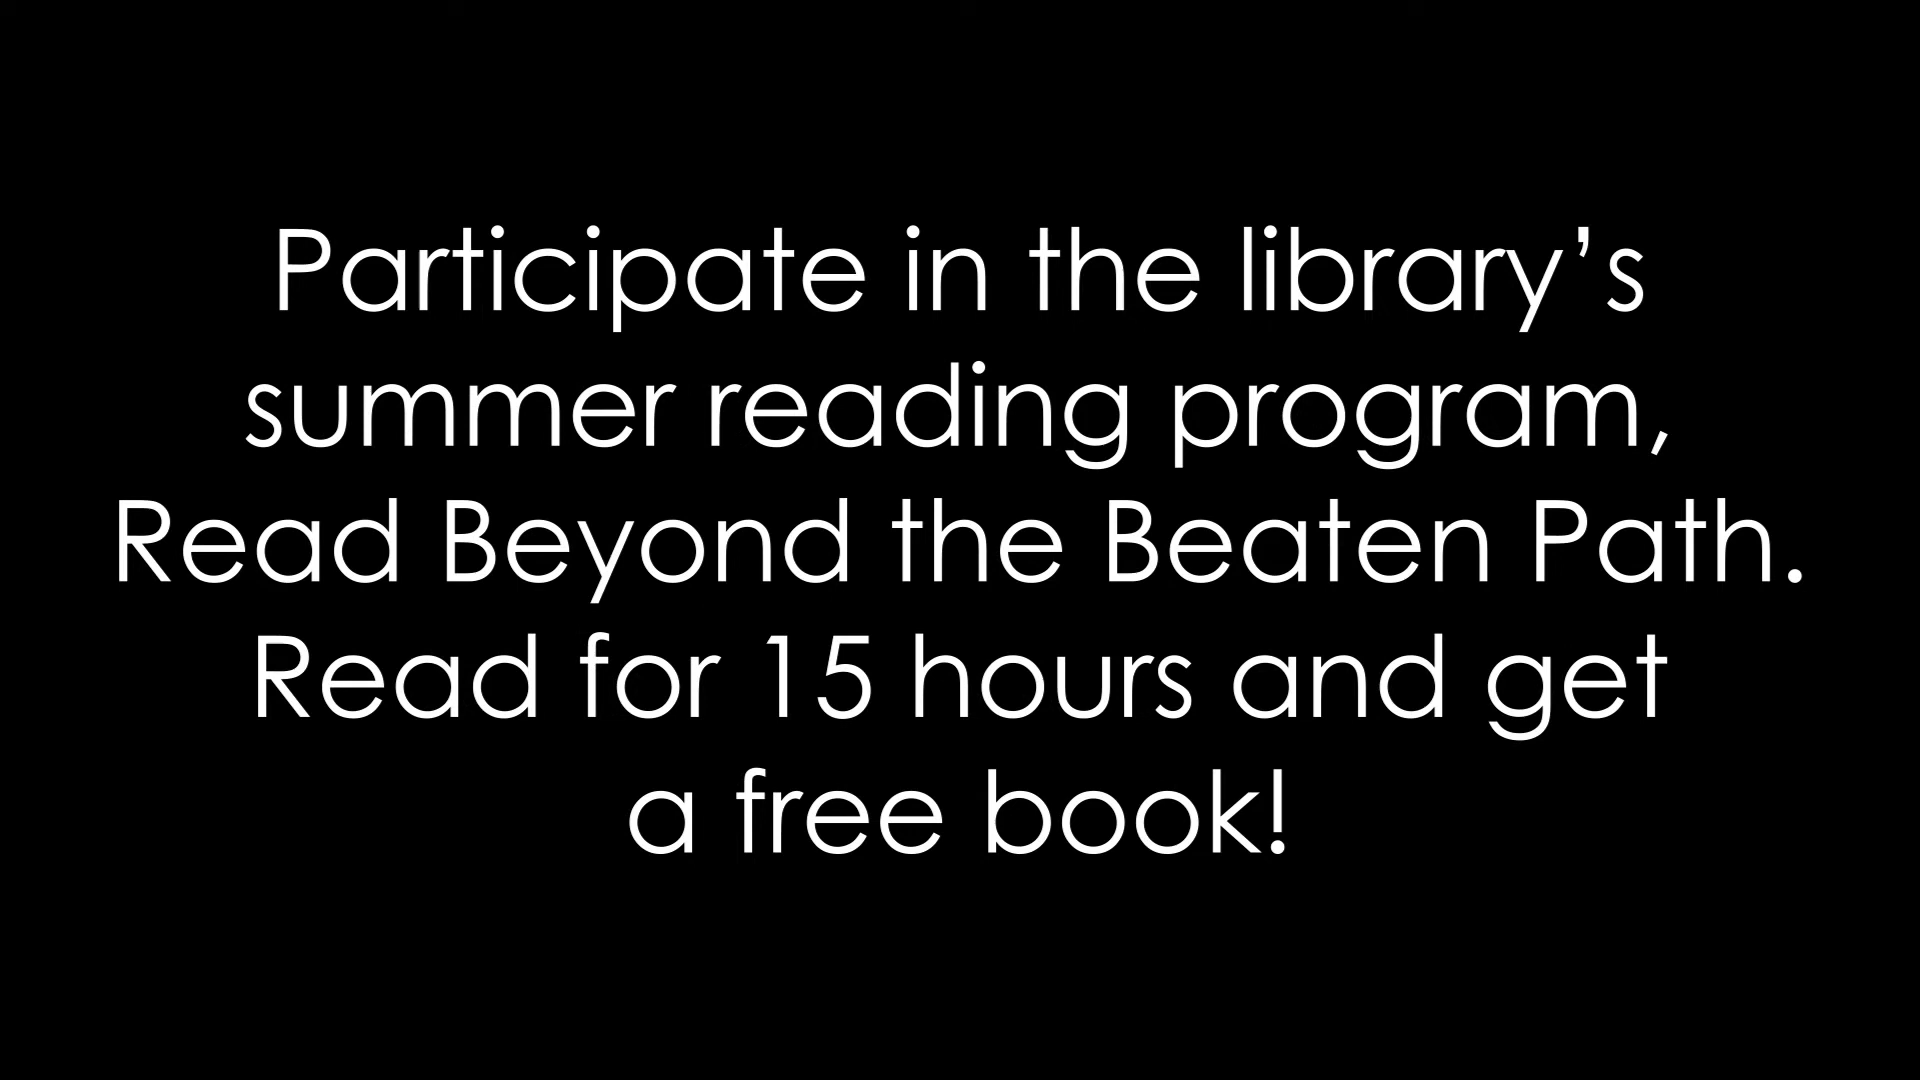 Participate in the library’s
summer reading program,
Read Beyond the Beaten Path.
Read for 15 hours and get
a free book!